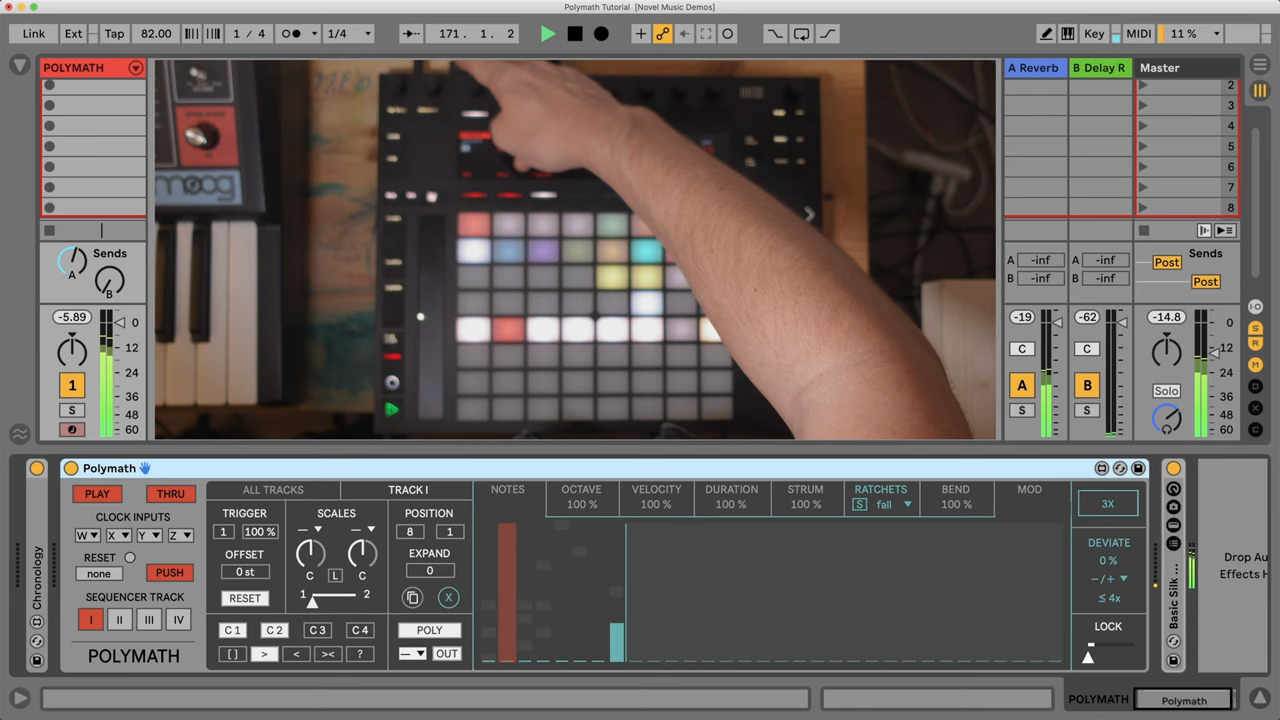 Polymath Tutorial [Novel Music Demos]
Link Ext Tap 82.00 1 / 4 1/4 171. 1. 2 Key MIDI 11 %
POLYMATH
A Reverb B Delay R Master
2
3
4
5
6
7
8
Sends
A
B
-5.89 0
12
24
36
48
60
1
S
moog
Sends
A -inf A -inf Post
B -inf B -inf Post
-19 -62 -14.8 0
C C 12
A B Solo 24
S S 36
48
60
I·O
S
R
M
D
X
C
Chronology
Polymath
PLAY THRU
CLOCK INPUTS
W X Y Z
RESET
none PUSH
SEQUENCER TRACK
I II III IV
POLYMATH
ALL TRACKS TRACK I
TRIGGER SCALES POSITION
1 100 % 8 1
OFFSET EXPAND
0 st C L C 0
RESET 1 2 X
C 1 C 2 C 3 C 4 POLY
[ ] > < >< ? — OUT
NOTES OCTAVE VELOCITY DURATION STRUM RATCHETS BEND MOD
100 % 100 % 100 % 100 % S fall 100 %
3X
DEVIATE
0 %
−/+
≤ 4x
LOCK
Basic Silk ...
Drop Au
Effects H
POLYMATH Polymath